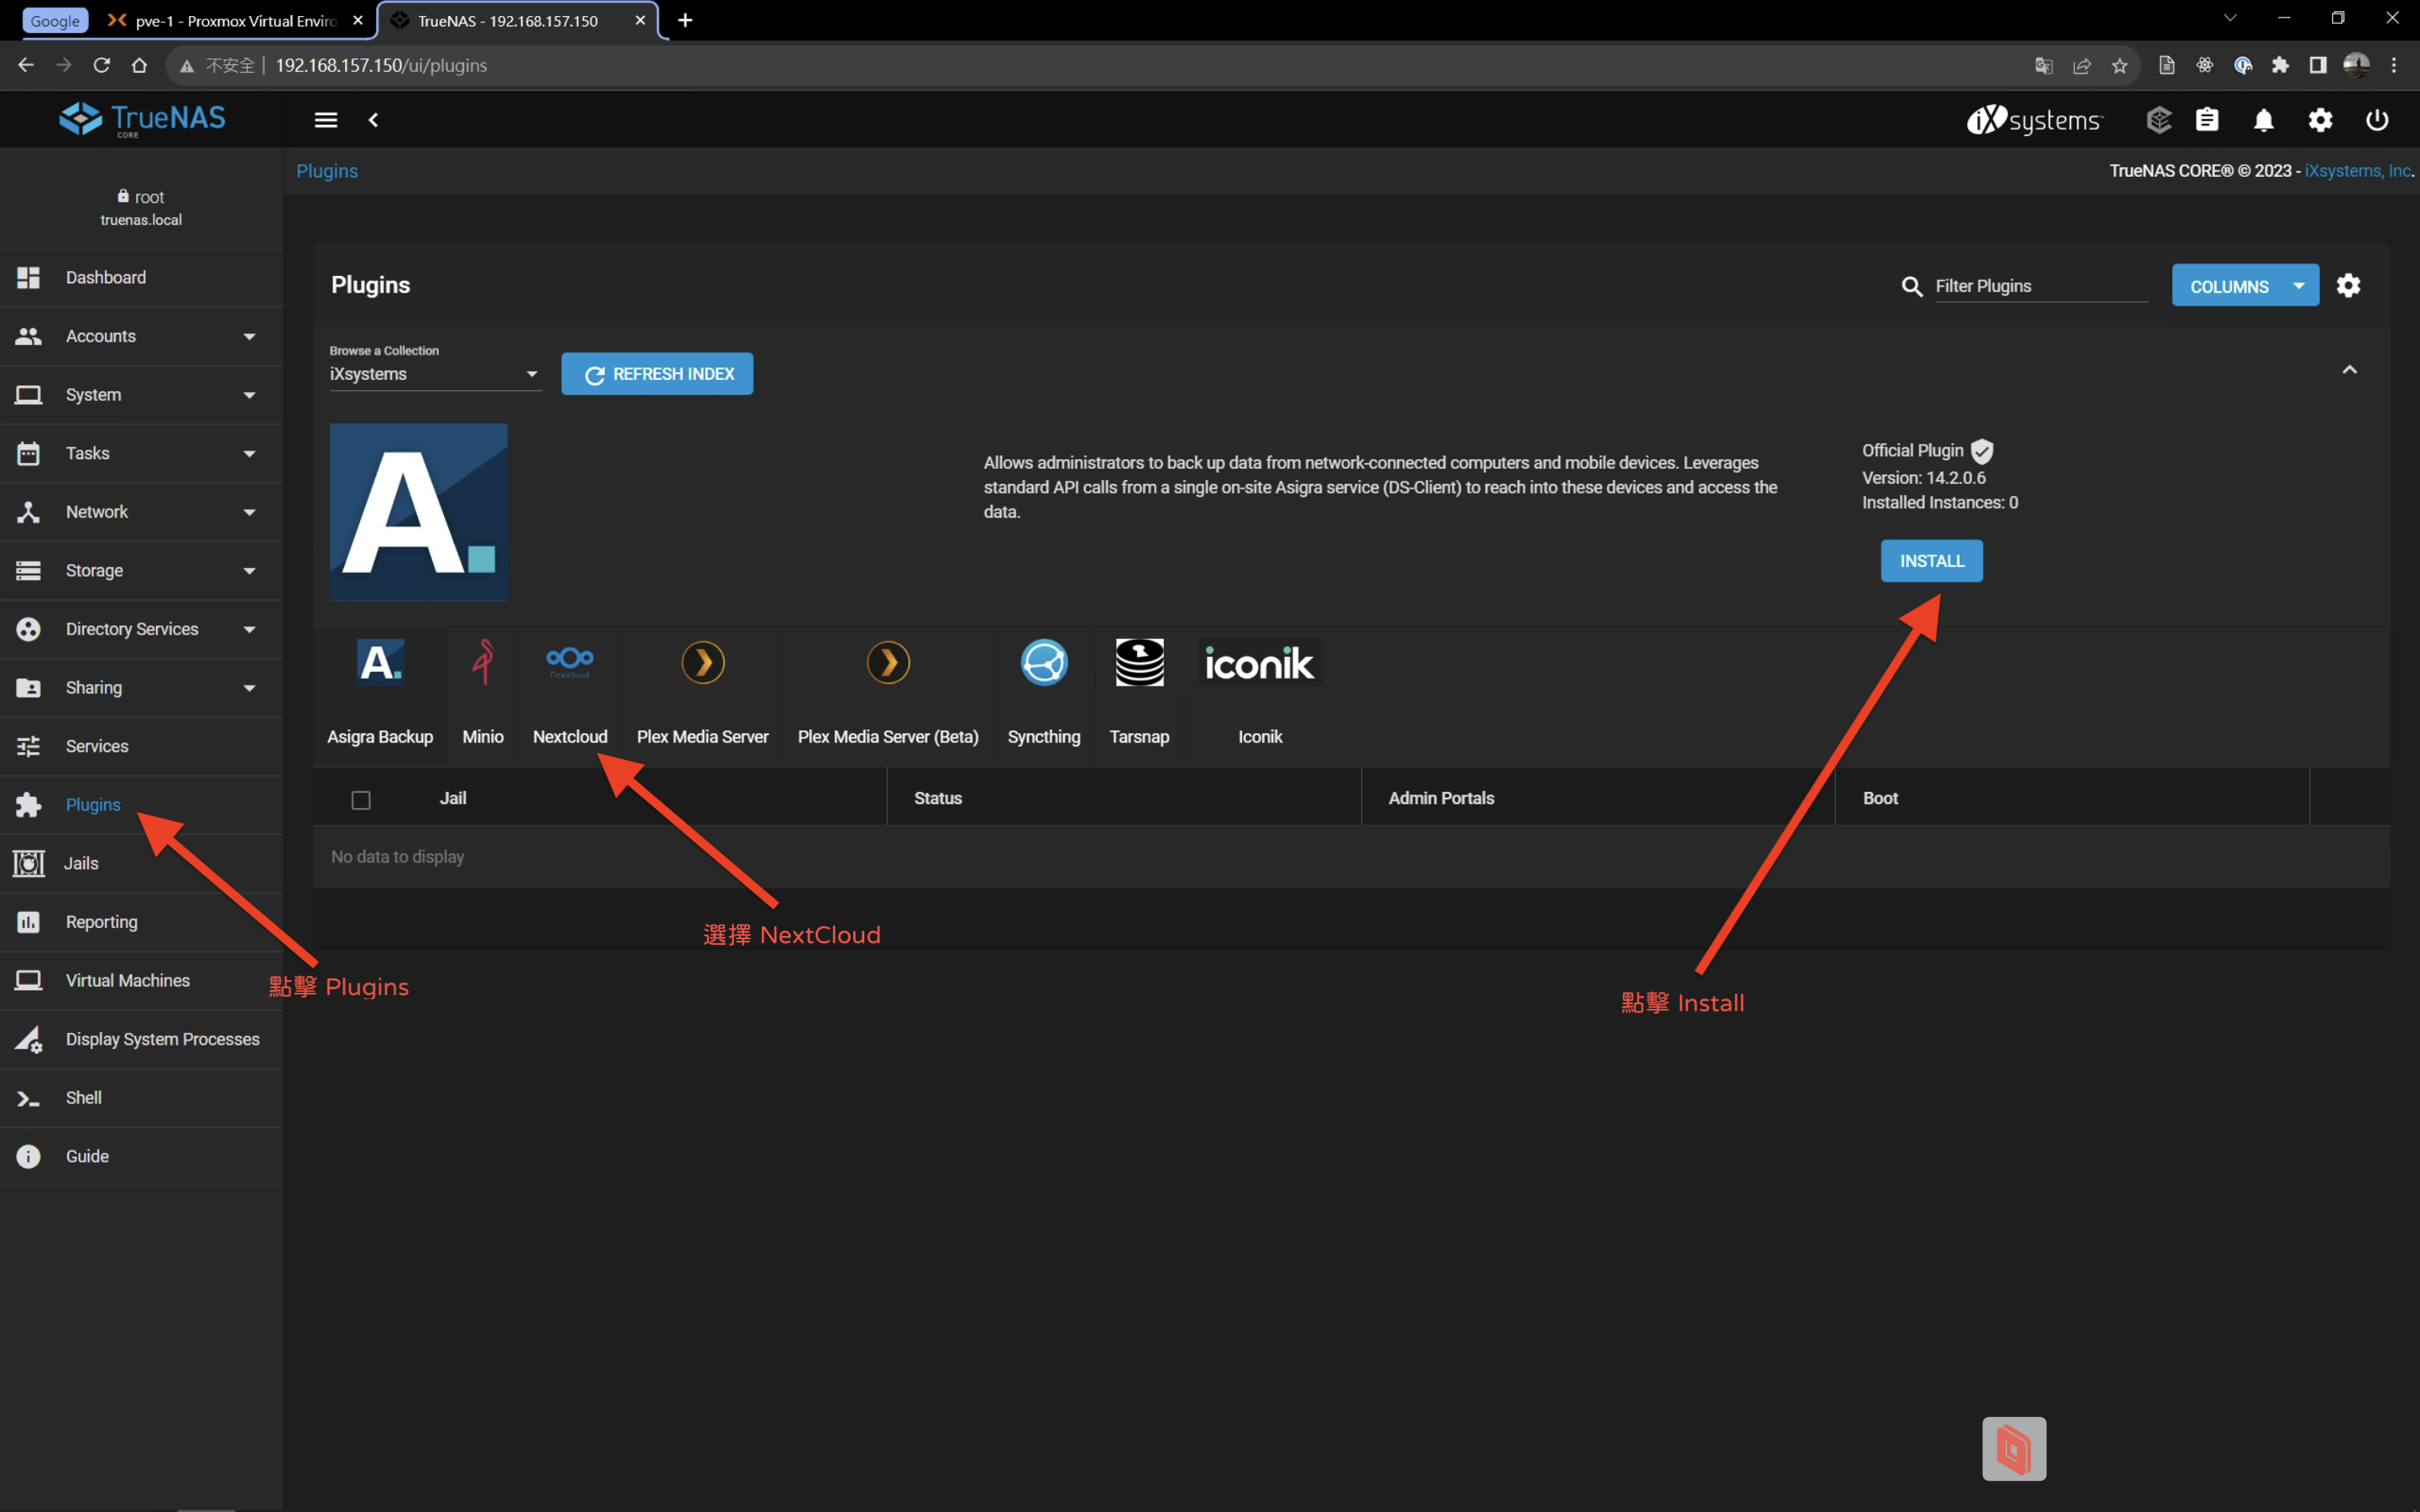 Google
pve-1 - Proxmox Virtual Enviro
TrueNAS - 192.168.157.150
不安全
192.168.157.150/ui/plugins
TrueNAS
CORE
iXsystems
Plugins
TrueNAS CORE® © 2023 - iXsystems, Inc.
root
truenas.local
Dashboard
Accounts
System
Tasks
Network
Storage
Directory Services
Sharing
Services
Plugins
Jails
Reporting
Virtual Machines
Display System Processes
Shell
Guide
Plugins
Filter Plugins
COLUMNS
Browse a Collection
iXsystems
REFRESH INDEX
A.
Allows administrators to back up data from network-connected computers and mobile devices. Leverages
standard API calls from a single on-site Asigra service (DS-Client) to reach into these devices and access the
data.
Official Plugin
Version: 14.2.0.6
Installed Instances: 0
INSTALL
A.
Nextcloud
iconik
Asigra Backup
Minio
Nextcloud
Plex Media Server
Plex Media Server (Beta)
Syncthing
Tarsnap
Iconik
Jail
Status
Admin Portals
Boot
No data to display
選擇 NextCloud
點擊 Plugins
點擊 Install